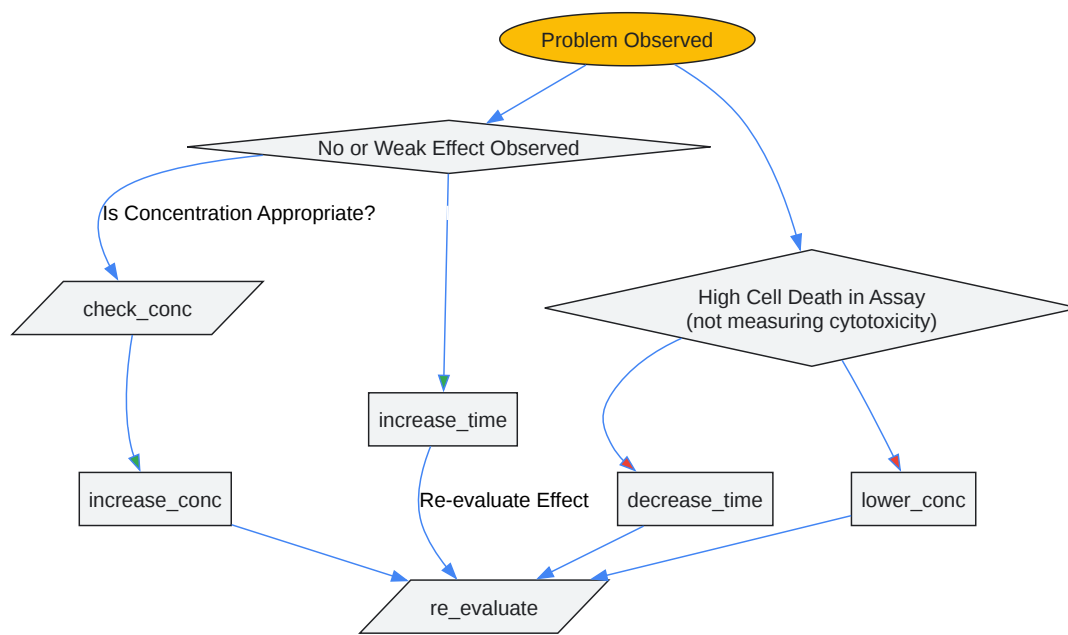 Problem Observed
No or Weak Effect Observed
Is Concentration Appropriate?
check_conc
High Cell Death in Assay
(not measuring cytotoxicity)
increase_time
increase_conc
Re-evaluate Effect
decrease_time
lower_conc
re_evaluate